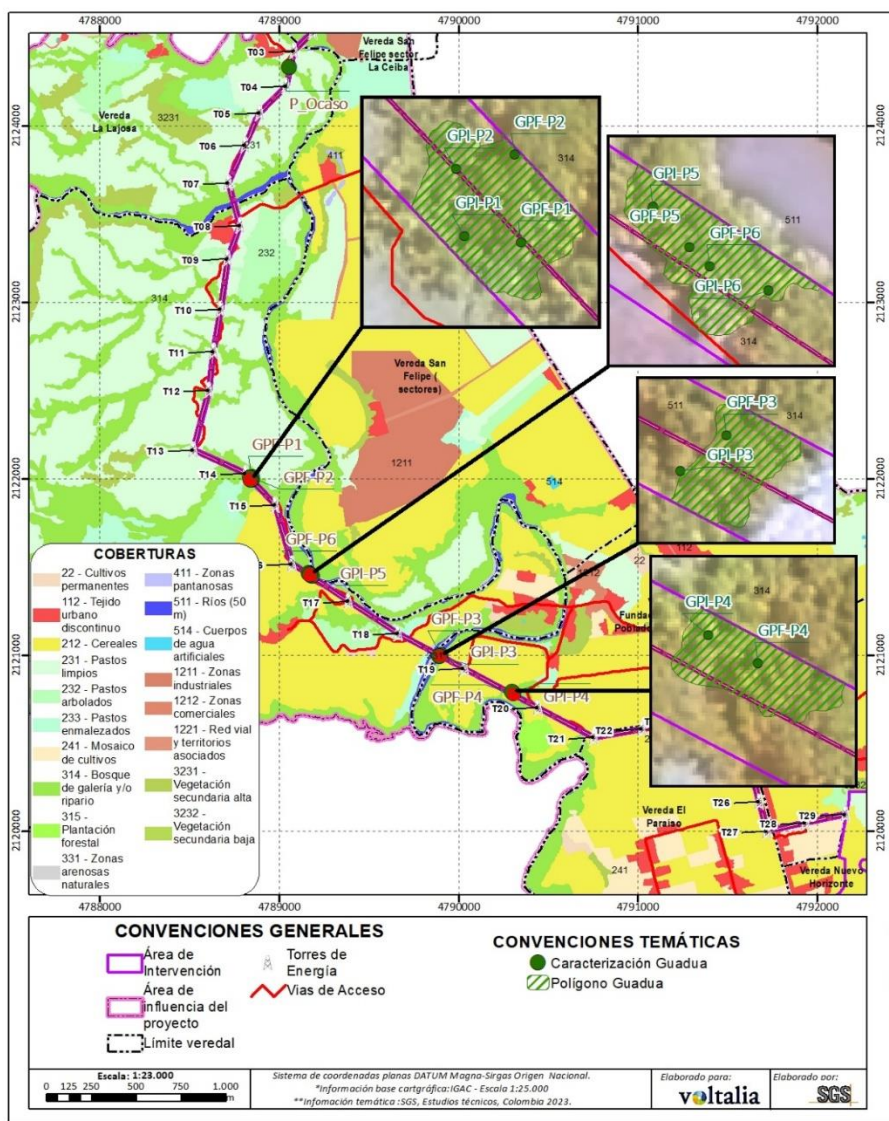 4788000
4789000
4790000
4791000
4792000
2124000
2123000
2122000
2121000
2120000
2124000
2123000
2122000
2121000
2120000
T03
Vereda San
Felipe sector
La Ceiba
T04
P_Ocaso
Vereda
La Lajosa
3231
T05
231
T06
411
T07
T08
232
T09
314
T10
T11
T12
T13
T14
T15
Vereda San
Felipe (
sectores)
1211
514
GPF-P1
GPF-P2
GPF-P6
GPI-P5
T17
T18
GPF-P3
GPI-P3
T19
GPF-P4
GPI-P4
T20
T21
T22
22
112
T26
T27
T28
T29
Vereda El
Paraiso
241
Vereda Nuevo
Horizonte
GPI-P2
GPF-P2
314
GPI-P1
GPF-P1
GPI-P5
GPF-P5
511
GPF-P6
GPI-P6
314
511
GPF-P3
314
GPI-P3
314
GPI-P4
GPF-P4
COBERTURAS
22 - Cultivos
permanentes
112 - Tejido
urbano
discontinuo
212 - Cereales
231 - Pastos
limpios
232 - Pastos
arbolados
233 - Pastos
enmalezados
241 - Mosaico
de cultivos
314 - Bosque
de galería y/o
ripario
315 -
Plantación
forestal
331 - Zonas
arenosas
naturales
411 - Zonas
pantanosas
511 - Ríos (50
m)
514 - Cuerpos
de agua
artificiales
1211 - Zonas
industriales
1212 - Zonas
comerciales
1221 - Red vial
y territorios
asociados
3231 -
Vegetación
secundaria alta
3232 -
Vegetación
secundaria baja
4788000
4789000
4790000
4791000
4792000
CONVENCIONES GENERALES
Área de
Intervención
Área de
influencia del
proyecto
Límite veredal
Torres de
Energía
Vias de Acceso
CONVENCIONES TEMÁTICAS
Caracterización Guadua
Polígono Guadua
Escala: 1:23.000
0 125 250 500 750 1.000
m
Sistema de coordenadas planas DATUM Magna-Sirgas Origen Nacional.
*Información base cartgráfica:IGAC - Escala 1:25.000
**Infomación temática :SGS, Estudios técnicos, Colombia 2023.
Elaborado para:
voltalia
Elaborado por:
SGS